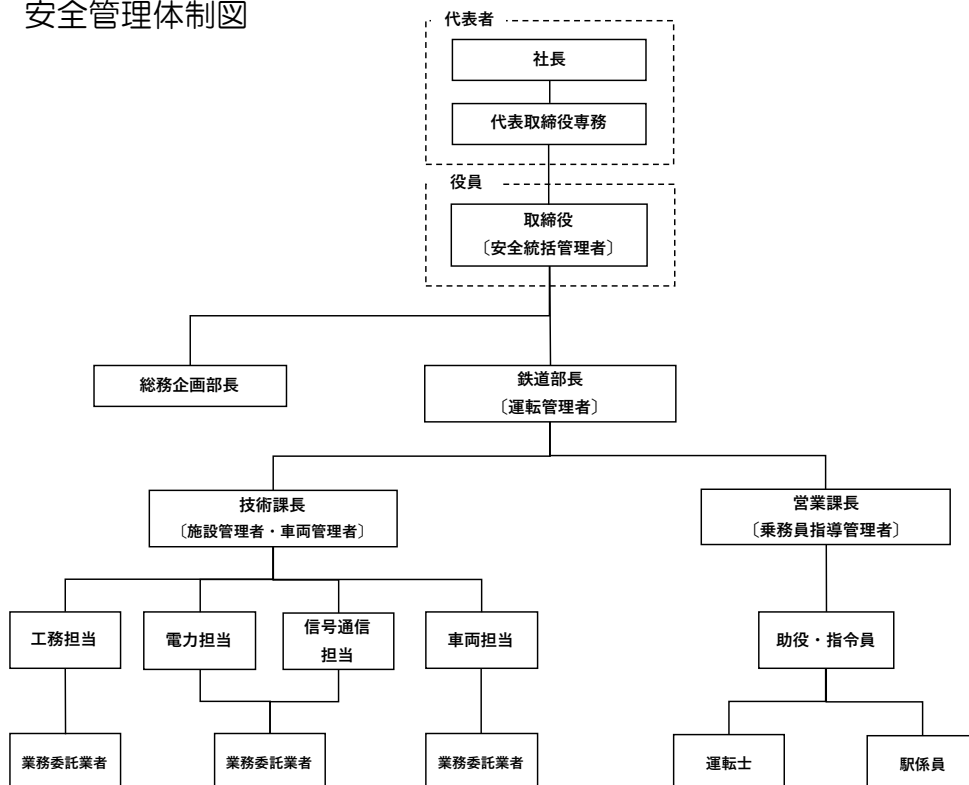 安全管理体制図
代表者
社長
代表取締役専務
役員
取締役
〔安全統括管理者〕
総務企画部長
鉄道部長
〔運転管理者〕
技術課長
〔施設管理者・車両管理者〕
営業課長
〔乗務員指導管理者〕
工務担当
電力担当
信号通信
担当
車両担当
助役・指令員
業務委託業者
業務委託業者
業務委託業者
運転士
駅係員